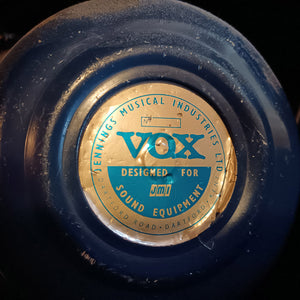 JENNINGS MUSICAL INDUSTRIES LTD
VOX
DESIGNED FOR
JMI
SOUND EQUIPMENT
ROAD · DARTFORD ·